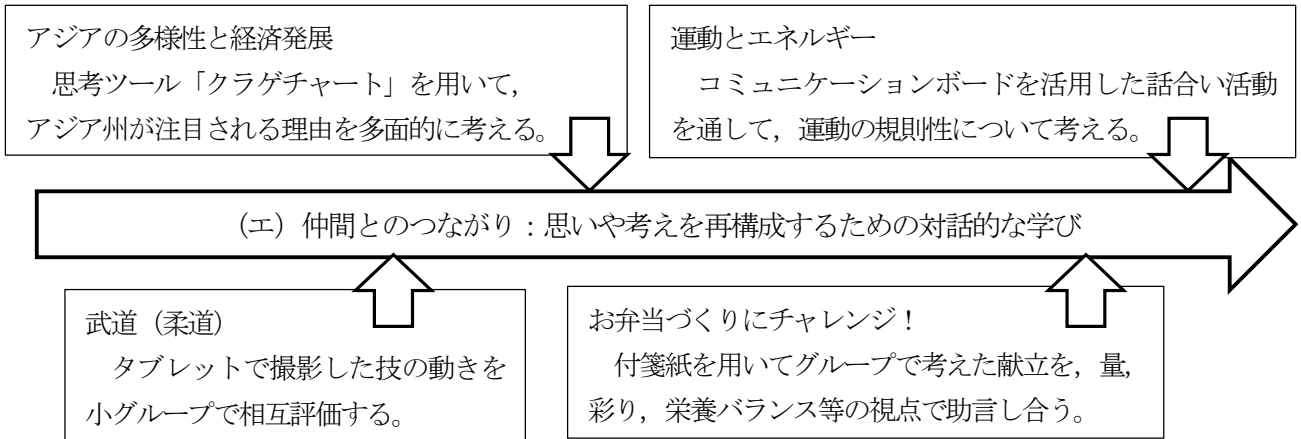 アジアの多様性と経済発展
思考ツール「クラゲチャート」を用いて，
アジア州が注目される理由を多面的に考える。
運動とエネルギー
コミュニケーションボードを活用した話合い活動
を通して，運動の規則性について考える。
（エ）仲間とのつながり：思いや考えを再構成するための対話的な学び
武道（柔道）
タブレットで撮影した技の動きを
小グループで相互評価する。
お弁当づくりにチャレンジ！
付箋紙を用いてグループで考えた献立を，量，
彩り，栄養バランス等の視点で助言し合う。